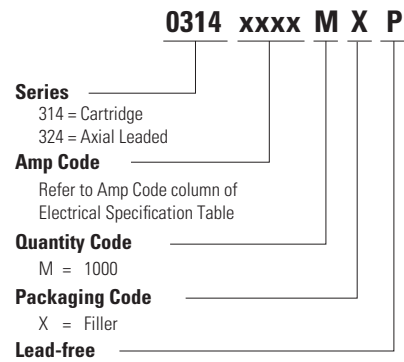 0314 xxxx M X P
Series
314 = Cartridge
324 = Axial Leaded
Amp Code
Refer to Amp Code column of
Electrical Specification Table
Quantity Code
M = 1000
Packaging Code
X = Filler
Lead-free